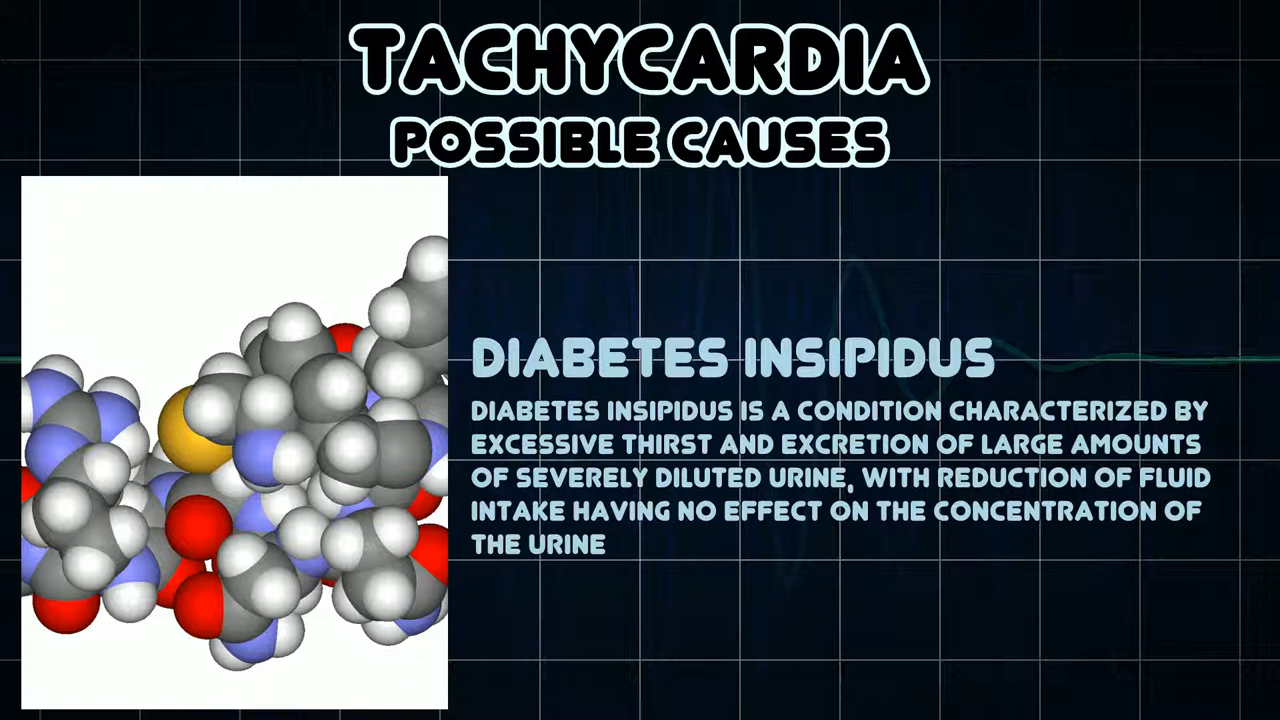 TACHYCARDIA
POSSIBLE CAUSES
DIABETES INSIPIDUS
DIABETES INSIPIDUS IS A CONDITION CHARACTERIZED BY
EXCESSIVE THIRST AND EXCRETION OF LARGE AMOUNTS
OF SEVERELY DILUTED URINE, WITH REDUCTION OF FLUID
INTAKE HAVING NO EFFECT ON THE CONCENTRATION OF
THE URINE